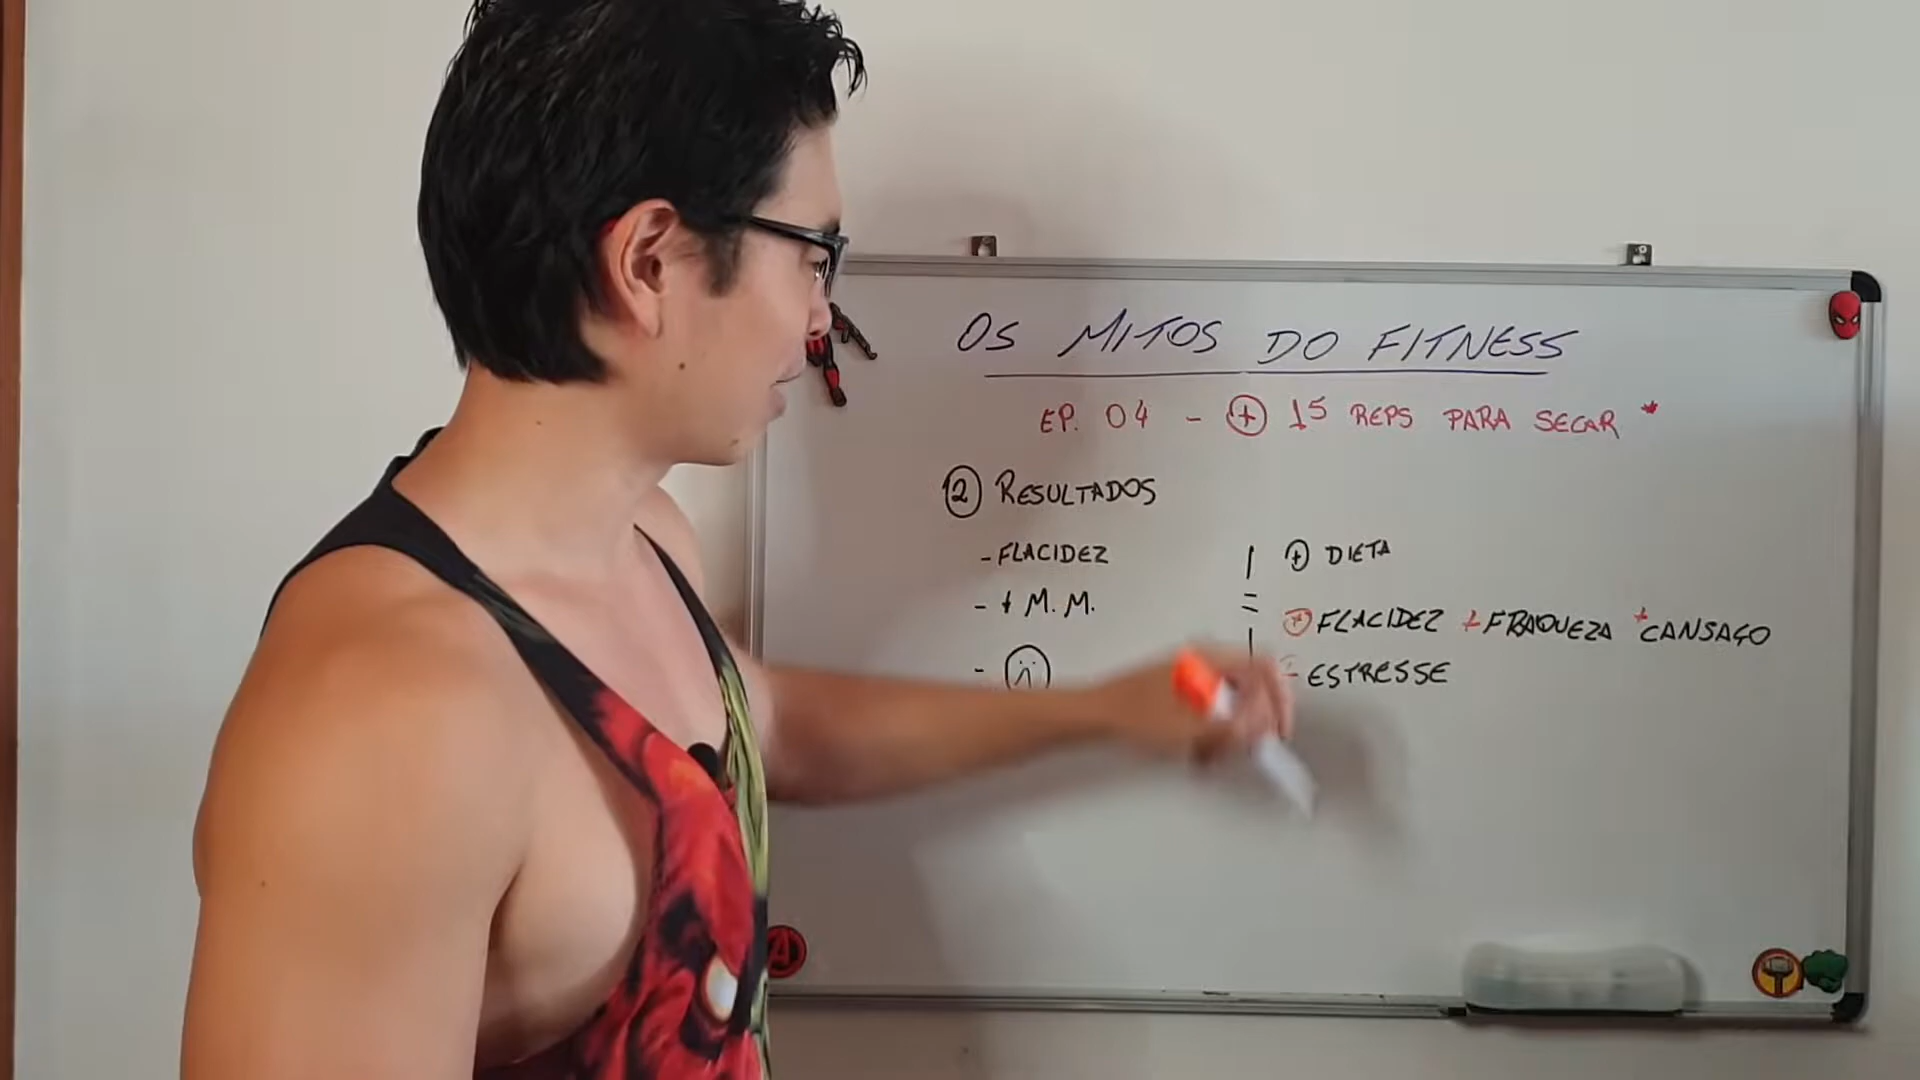 OS MITOS DO FITNESS
EP. 04 - + 15 REPS PARA SECAR *
2 RESULTADOS
- FLACIDEZ
- + M.M.
-
+ DIETA
+ FLACIDEZ + FRAQUEZA + CANSAÇO
- ESTRESSE